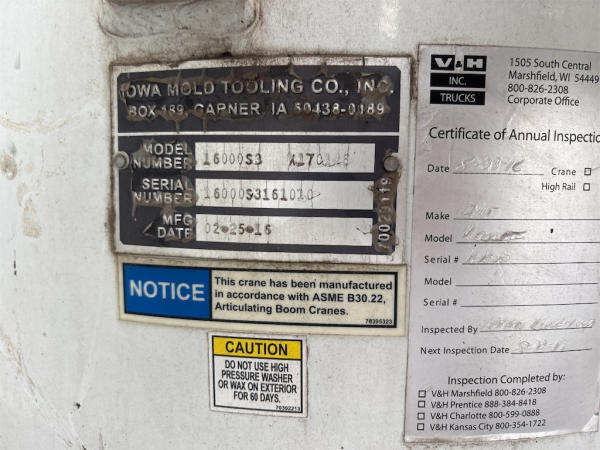 IOWA MOLD TOOLING CO., INC.
BOX 189, GARNER, IA 50438-0189
MODEL NUMBER 16000S3
SERIAL NUMBER 16000S3161010
MFG DATE 02-25-16
NOTICE
This crane has been manufactured
in accordance with ASME B30.22,
Articulating Boom Cranes.
78395323
CAUTION
DO NOT USE HIGH
PRESSURE WASHER
OR WAX ON EXTERIOR
FOR 60 DAYS.
70392213
V&H
INC.
TRUCKS
1505 South Central
Marshfield, WI 54449
800-826-2308
Corporate Office
Certificate of Annual Inspectio
Date Crane
High Rail
Make
Model
Serial #
Model
Serial #
Inspected By
Next Inspection Date
Inspection Completed by:
V&H Marshfield 800-826-2308
V&H Prentice 888-384-8418
V&H Charlotte 800-599-0888
V&H Kansas City 800-354-1722